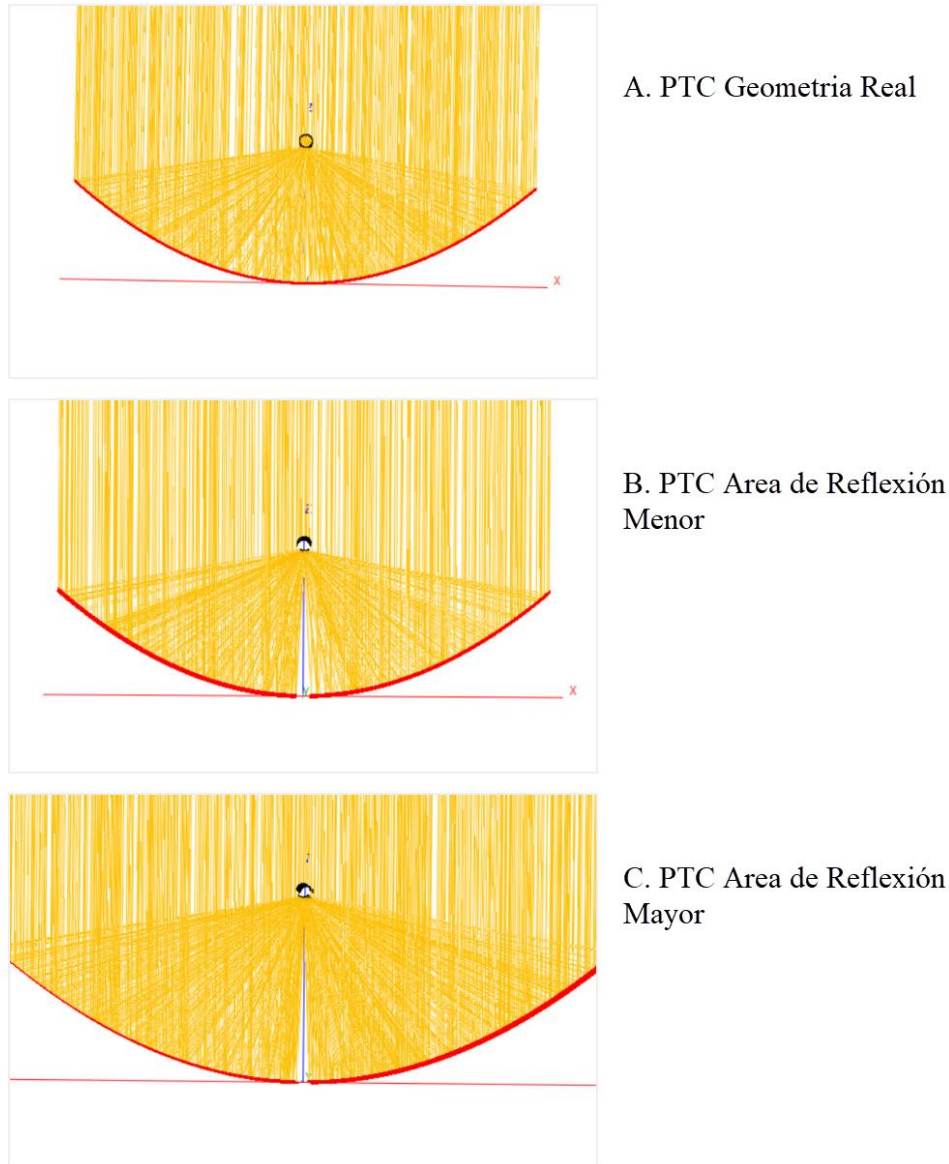 Z
A. PTC Geometria Real
X
Z
B. PTC Area de Reflexión
Menor
Y
X
C. PTC Area de Reflexión
Mayor